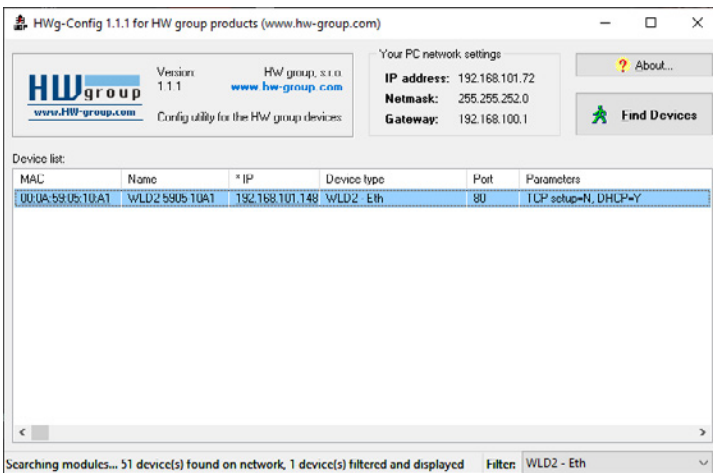 HWg-Config 1.1.1 for HW group products (www.hw-group.com)
HW group
www.HW-group.com
Version
1.1.1
HW group, s.r.o.
www.hw-group.com
Config utility for the HW group devices
Your PC network settings
IP address: 192.168.101.72
Netmask: 255.255.252.0
Gateway: 192.168.100.1
? About...
Find Devices
Device list:
MAC Name * IP Device type Port Parameters
00:0A:59:05:10:A1 WLD2 5905 10A1 192.168.101.148 WLD2 - Eth 80 TCP setup=N, DHCP=Y
Searching modules... 51 device(s) found on network, 1 device(s) filtered and displayed Filter: WLD2 - Eth